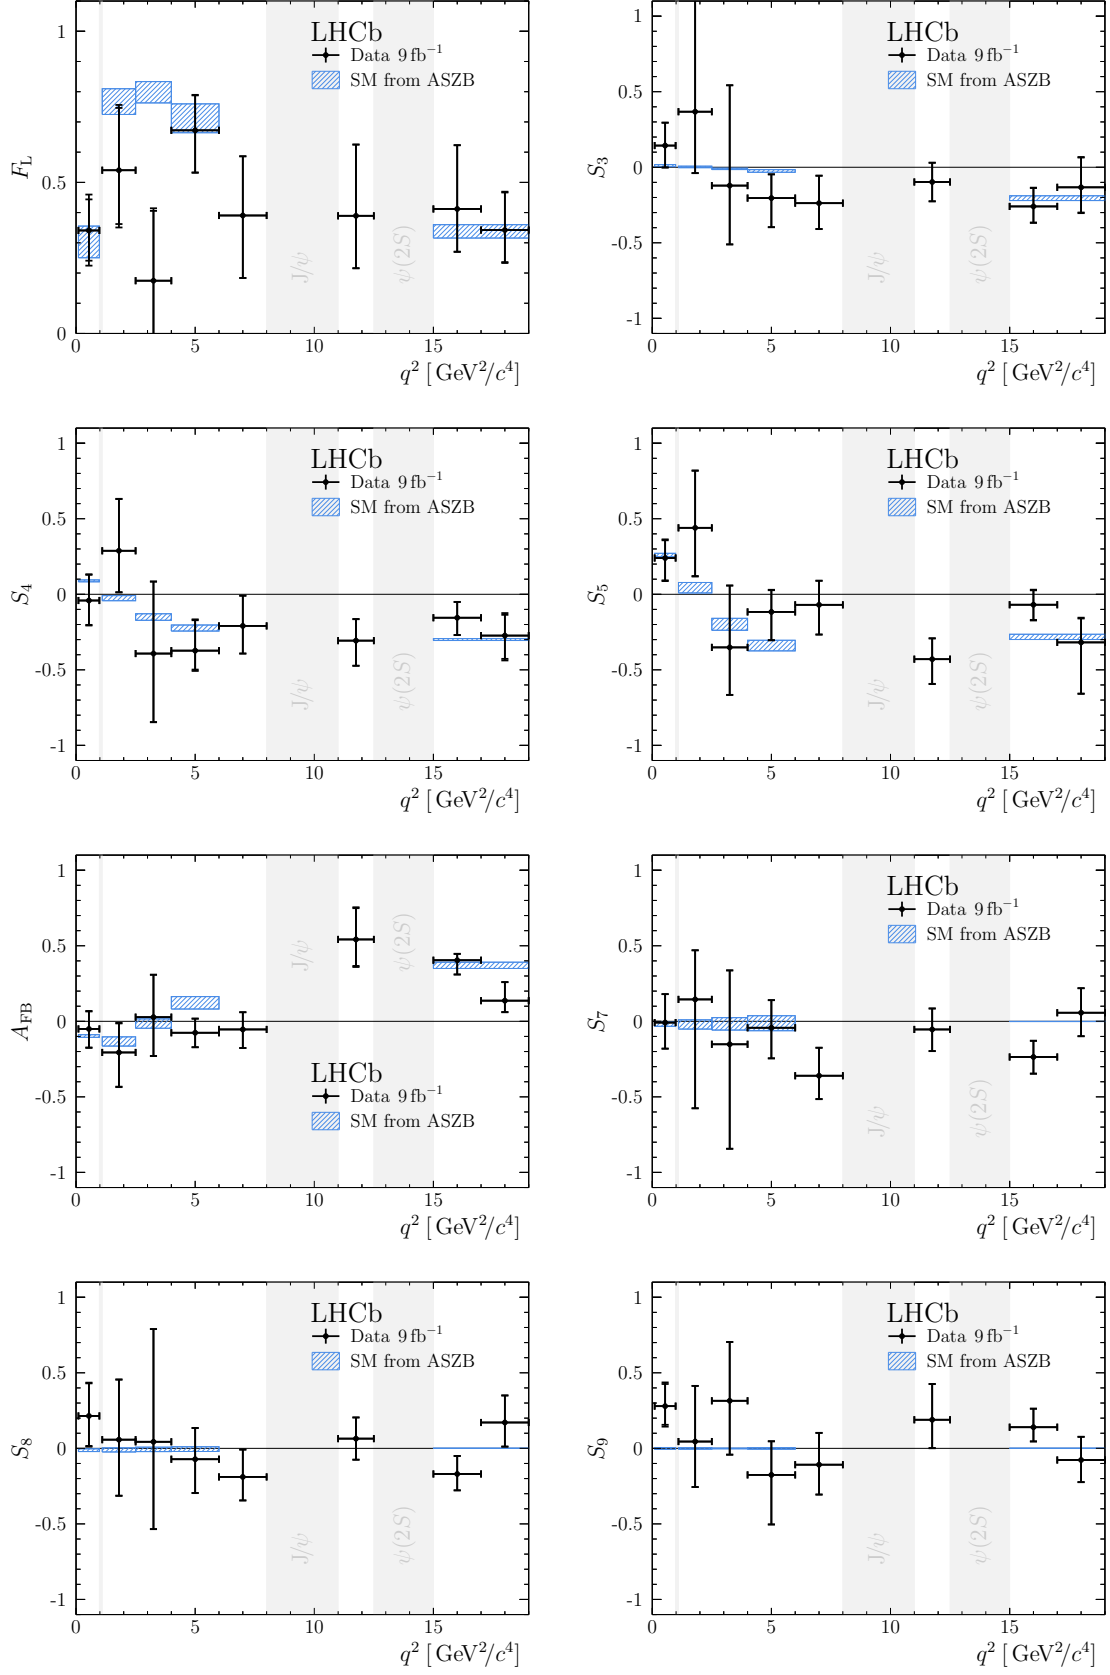 LHCb
Data 9 fb⁻¹
SM from ASZB
J/ψ
ψ(2S)
F_L
1
0.5
0
0 5 10 15
q² [GeV²/c⁴]
LHCb
Data 9 fb⁻¹
SM from ASZB
J/ψ
ψ(2S)
S₃
1
0.5
0
-0.5
-1
0 5 10 15
q² [GeV²/c⁴]
LHCb
Data 9 fb⁻¹
SM from ASZB
J/ψ
ψ(2S)
S₄
1
0.5
0
-0.5
-1
0 5 10 15
q² [GeV²/c⁴]
LHCb
Data 9 fb⁻¹
SM from ASZB
J/ψ
ψ(2S)
S₅
1
0.5
0
-0.5
-1
0 5 10 15
q² [GeV²/c⁴]
J/ψ
ψ(2S)
LHCb
Data 9 fb⁻¹
SM from ASZB
A_FB
1
0.5
0
-0.5
-1
0 5 10 15
q² [GeV²/c⁴]
LHCb
Data 9 fb⁻¹
SM from ASZB
J/ψ
ψ(2S)
S₇
1
0.5
0
-0.5
-1
0 5 10 15
q² [GeV²/c⁴]
LHCb
Data 9 fb⁻¹
SM from ASZB
J/ψ
ψ(2S)
S₈
1
0.5
0
-0.5
-1
0 5 10 15
q² [GeV²/c⁴]
LHCb
Data 9 fb⁻¹
SM from ASZB
J/ψ
ψ(2S)
S₉
1
0.5
0
-0.5
-1
0 5 10 15
q² [GeV²/c⁴]